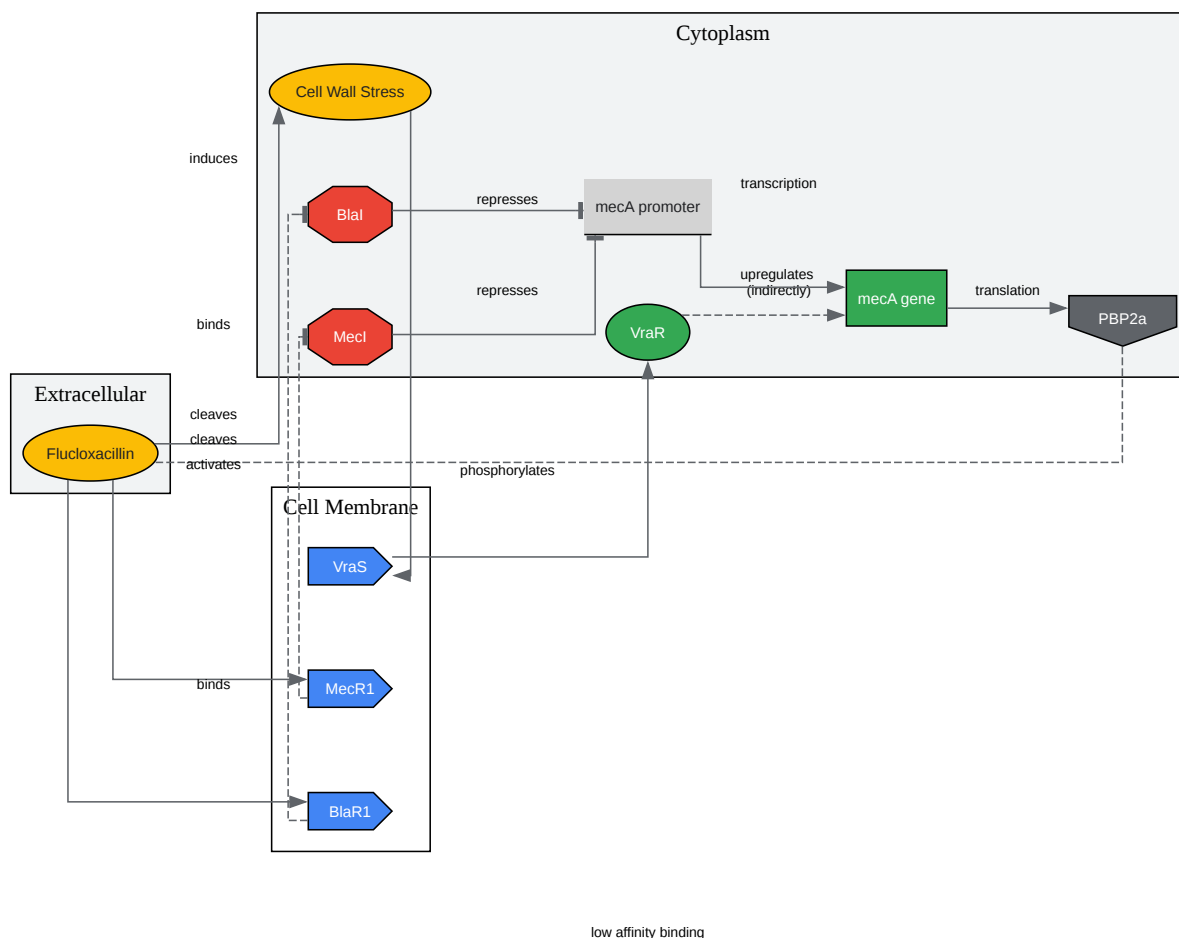 Cytoplasm
Cell Wall Stress
induces
transcription
BlaI
represses
mecA promoter
upregulates
(indirectly)
represses
mecA gene
translation
PBP2a
binds
MecI
VraR
Extracellular
Flucloxacillin
cleaves
cleaves
activates
phosphorylates
Cell Membrane
VraS
binds
MecR1
BlaR1
low affinity binding